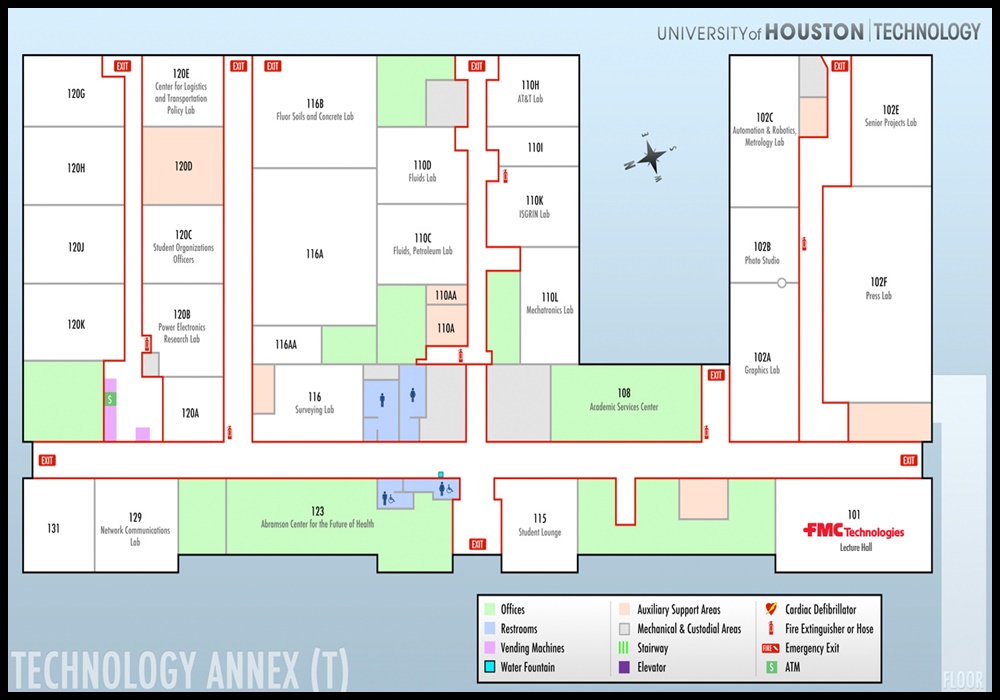 UNIVERSITY of HOUSTON | TECHNOLOGY
EXIT
EXIT
EXIT
EXIT
EXIT
120G
120E
Center for Logistics
and Transportation
Policy Lab
116B
Fluor Soils and Concrete Lab
110H
AT&T Lab
102C
Automation & Robotics,
Metrology Lab
102E
Senior Projects Lab
120H
120D
110D
Fluids Lab
110I
E
S
N
W
110K
ISGRIN Lab
120J
120C
Student Organizations
Officers
116A
110C
Fluids, Petroleum Lab
102B
Photo Studio
102F
Press Lab
120K
120B
Power Electronics
Research Lab
110AA
110A
110L
Mechatronics Lab
116AA
102A
Graphics Lab
EXIT
S
120A
116
Surveying Lab
108
Academic Services Center
EXIT
EXIT
131
129
Network Communications
Lab
123
Abramson Center for the Future of Health
EXIT
115
Student Lounge
101
FMC Technologies
Lecture Hall
Offices
Restrooms
Vending Machines
Water Fountain
Auxiliary Support Areas
Mechanical & Custodial Areas
Stairway
Elevator
Cardiac Defibrillator
Fire Extinguisher or Hose
Emergency Exit
S ATM
TECHNOLOGY ANNEX (T)
FLOOR